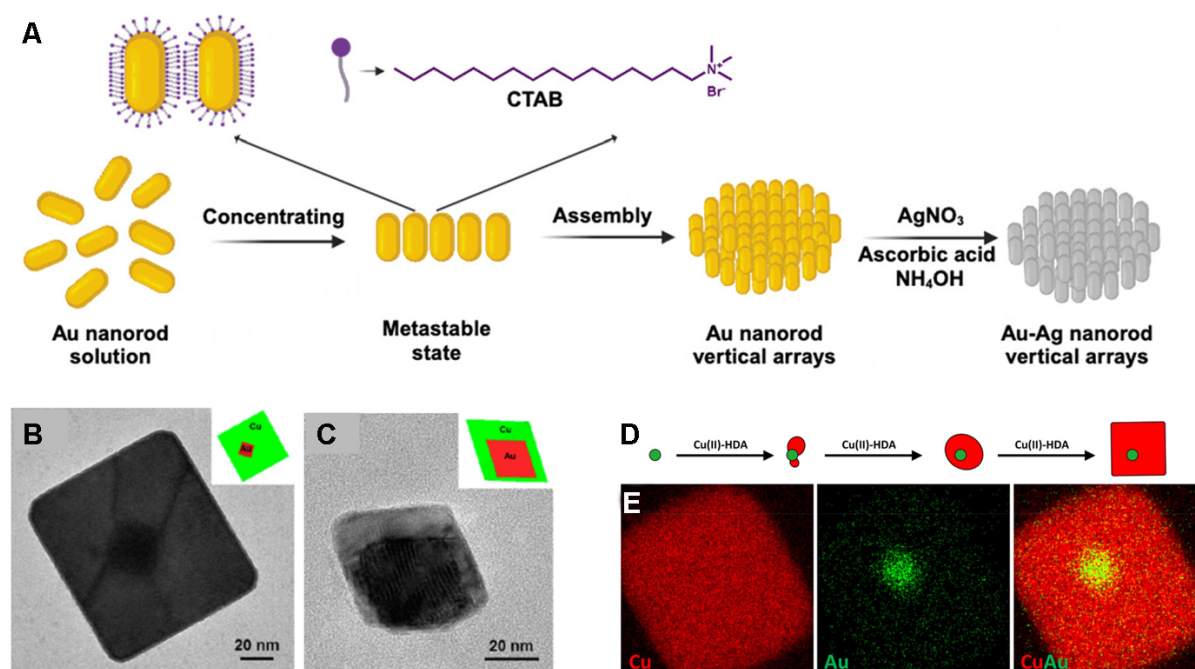 A
CTAB
N+
Br-
Concentrating
Assembly
AgNO3
Ascorbic acid
NH4OH
Au nanorod
solution
Metastable
state
Au nanorod
vertical arrays
Au-Ag nanorod
vertical arrays
B
Cu
Au
20 nm
C
Cu
Au
20 nm
D
Cu(II)-HDA
Cu(II)-HDA
Cu(II)-HDA
E
Cu
Au
CuAu